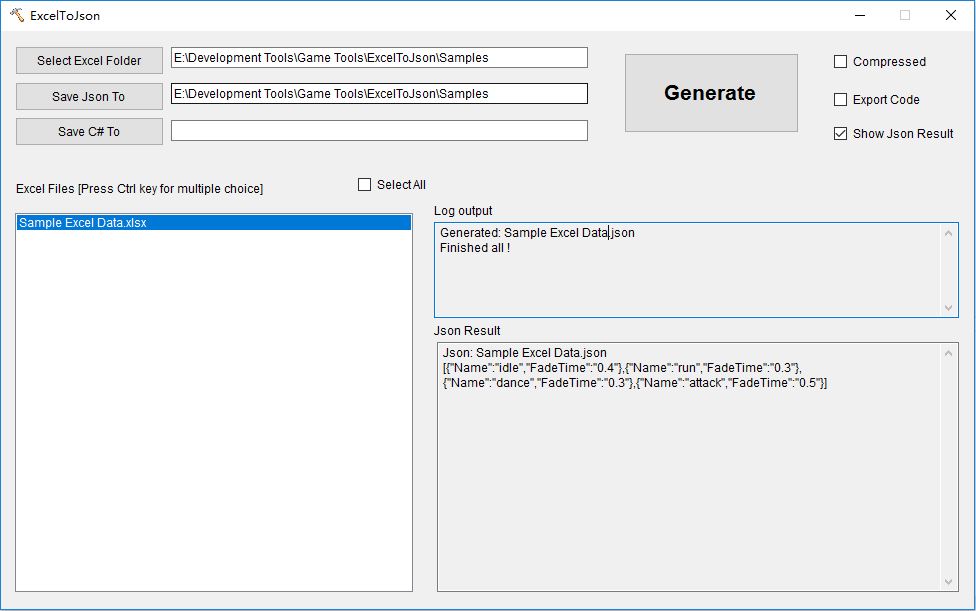 ExcelToJson
Select Excel Folder
E:\Development Tools\Game Tools\ExcelToJson\Samples
Save Json To
E:\Development Tools\Game Tools\ExcelToJson\Samples
Save C# To
Generate
Compressed
Export Code
Show Json Result
Excel Files [Press Ctrl key for multiple choice]
Select All
Sample Excel Data.xlsx
Log output
Generated: Sample Excel Data.json
Finished all !
Json Result
Json: Sample Excel Data.json
[{"Name":"idle","FadeTime":"0.4"},{"Name":"run","FadeTime":"0.3"},
{"Name":"dance","FadeTime":"0.3"},{"Name":"attack","FadeTime":"0.5"}]